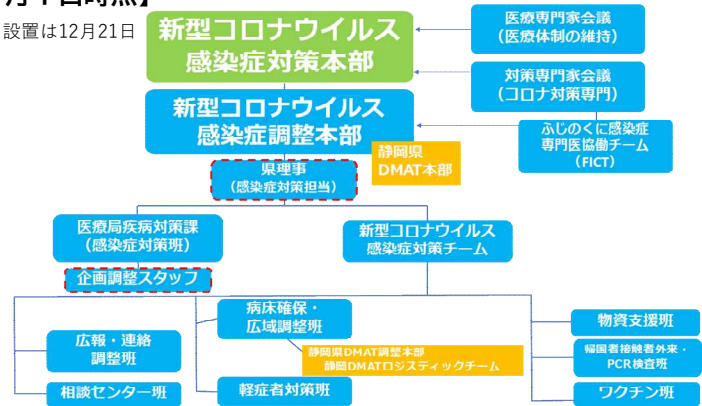 月1日時点】
設置は12月21日
新型コロナウイルス
感染症対策本部
医療専門家会議
(医療体制の維持)
対策専門家会議
(コロナ対策専門)
新型コロナウイルス
感染症調整本部
ふじのくに感染症
専門医協働チーム
(FICT)
静岡県
DMAT本部
県理事
(感染症対策担当)
医療局疾病対策課
(感染症対策班)
新型コロナウイルス
感染症対策チーム
企画調整スタッフ
病床確保・
広域調整班
物資支援班
広報・連絡
調整班
静岡県DMAT調整本部
静岡DMATロジスティックチーム
帰国者接触者外来・
PCR検査班
相談センター班
軽症者対策班
ワクチン班